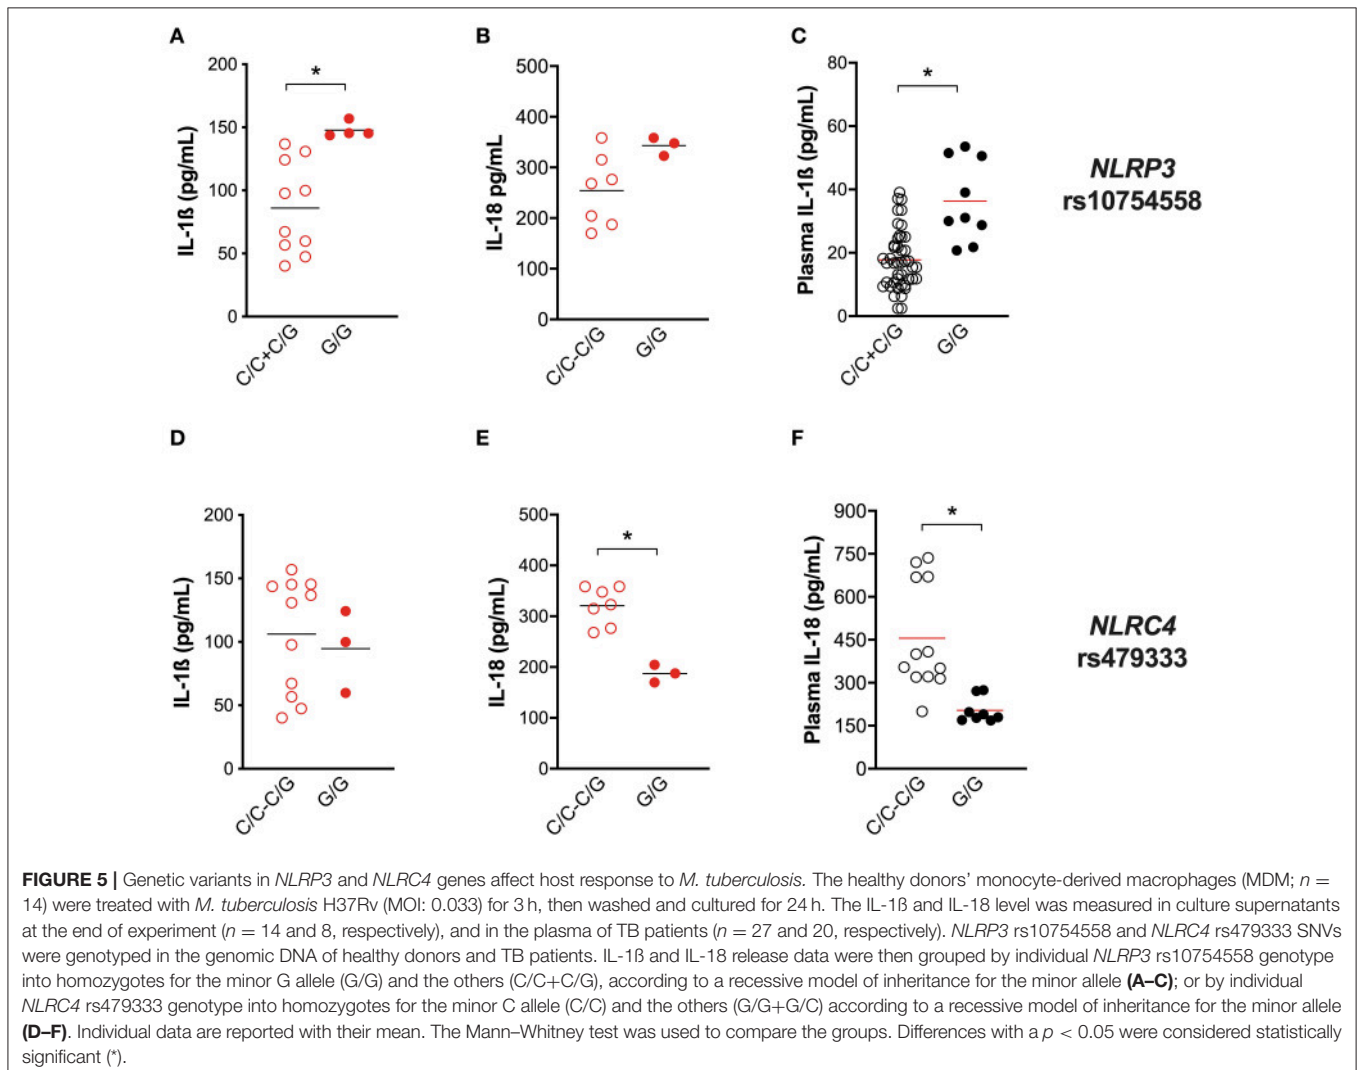 A
200
150
100
50
0
IL-1ß (pg/mL)
*
C/C+C/G
G/G
B
500
400
300
200
100
0
IL-18 pg/mL
C/C-C/G
G/G
C
80
60
40
20
0
Plasma IL-1ß (pg/mL)
*
C/C+C/G
G/G
NLRP3
rs10754558
D
200
150
100
50
0
IL-1ß (pg/mL)
C/C-C/G
G/G
E
500
400
300
200
100
0
IL-18 (pg/mL)
*
C/C-C/G
G/G
F
900
750
600
450
300
150
0
Plasma IL-18 (pg/mL)
*
C/C-C/G
G/G
NLRC4
rs479333
FIGURE 5 | Genetic variants in NLRP3 and NLRC4 genes affect host response to M. tuberculosis. The healthy donors' monocyte-derived macrophages (MDM; n =
14) were treated with M. tuberculosis H37Rv (MOI: 0.033) for 3 h, then washed and cultured for 24 h. The IL-1ß and IL-18 level was measured in culture supernatants
at the end of experiment (n = 14 and 8, respectively), and in the plasma of TB patients (n = 27 and 20, respectively). NLRP3 rs10754558 and NLRC4 rs479333 SNVs
were genotyped in the genomic DNA of healthy donors and TB patients. IL-1ß and IL-18 release data were then grouped by individual NLRP3 rs10754558 genotype
into homozygotes for the minor G allele (G/G) and the others (C/C+C/G), according to a recessive model of inheritance for the minor allele (A–C); or by individual
NLRC4 rs479333 genotype into homozygotes for the minor C allele (C/C) and the others (G/G+G/C) according to a recessive model of inheritance for the minor allele
(D–F). Individual data are reported with their mean. The Mann–Whitney test was used to compare the groups. Differences with a p < 0.05 were considered statistically
significant (*).